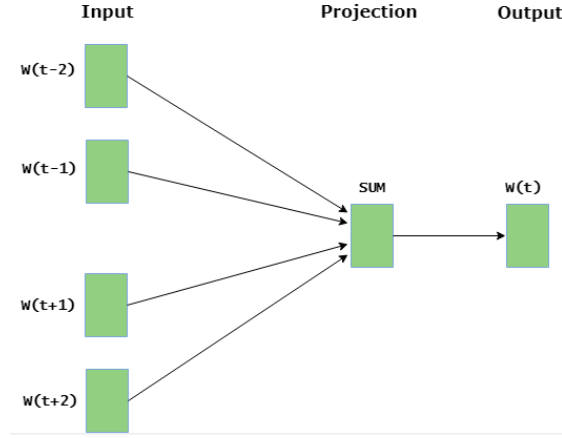 Input Projection Output
W(t-2)
W(t-1)
SUM W(t)
W(t+1)
W(t+2)